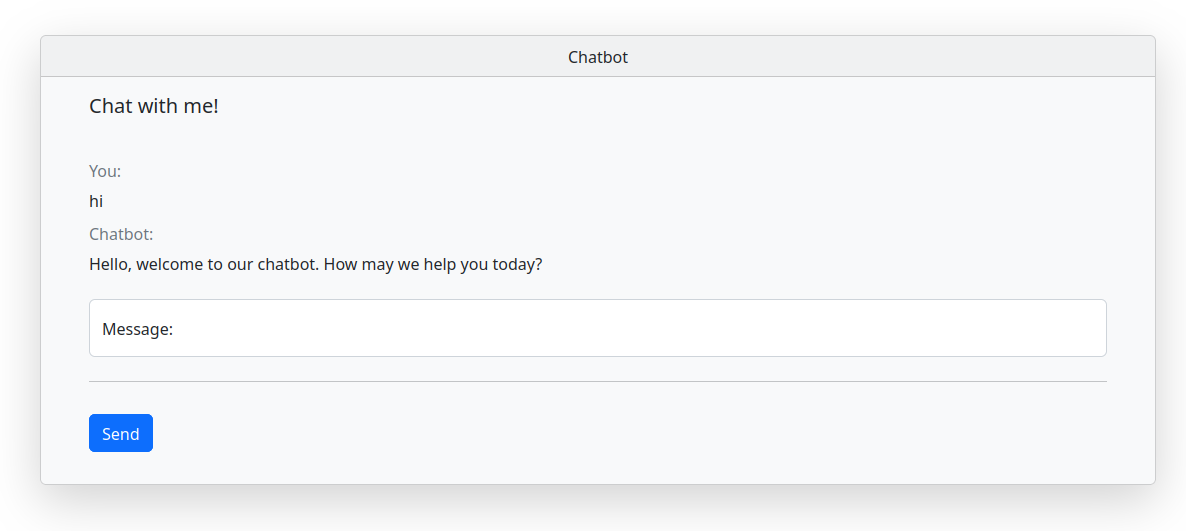 Chatbot
Chat with me!
You:
hi
Chatbot:
Hello, welcome to our chatbot. How may we help you today?
Message:
Send